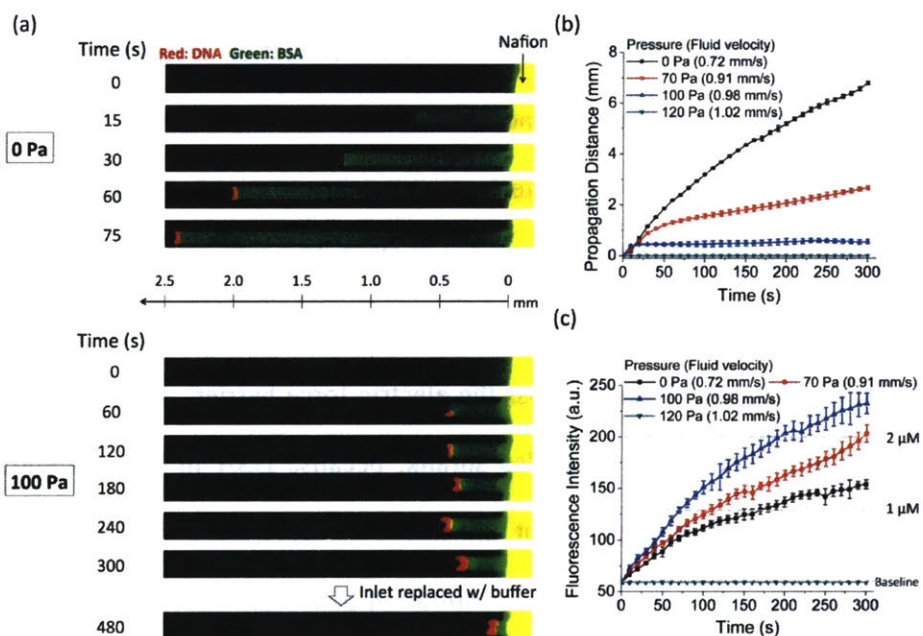 (a)
Time (s)
Red: DNA Green: BSA
Nafion
0
15
0 Pa
30
60
75
2.5 2.0 1.5 1.0 0.5 0 mm
Time (s)
0
60
120
100 Pa
180
240
300
Inlet replaced w/ buffer
480
(b)
Pressure (Fluid velocity)
0 Pa (0.72 mm/s)
70 Pa (0.91 mm/s)
100 Pa (0.98 mm/s)
120 Pa (1.02 mm/s)
Propagation Distance (mm)
8
6
4
2
0
0 50 100 150 200 250 300
Time (s)
(c)
Pressure (Fluid velocity)
0 Pa (0.72 mm/s) 70 Pa (0.91 mm/s)
100 Pa (0.98 mm/s)
120 Pa (1.02 mm/s)
Fluorescence Intensity (a.u.)
250
200
150
100
50
2 μM
1 μM
Baseline
0 50 100 150 200 250 300
Time (s)